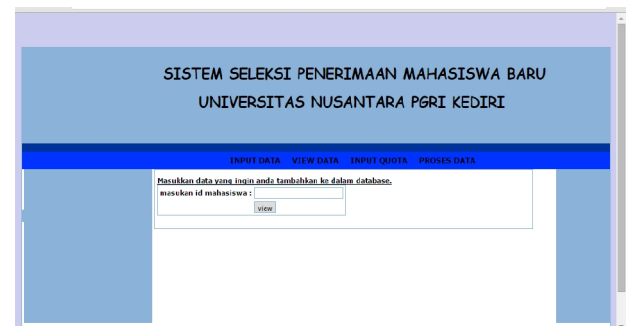 SISTEM SELEKSI PENERIMAAN MAHASISWA BARU
UNIVERSITAS NUSANTARA PGRI KEDIRI
INPUT DATA VIEW DATA INPUT QUOTA PROSES DATA
Masukkan data yang ingin anda tambahkan ke dalam database.
masukan id mahasiswa :
view